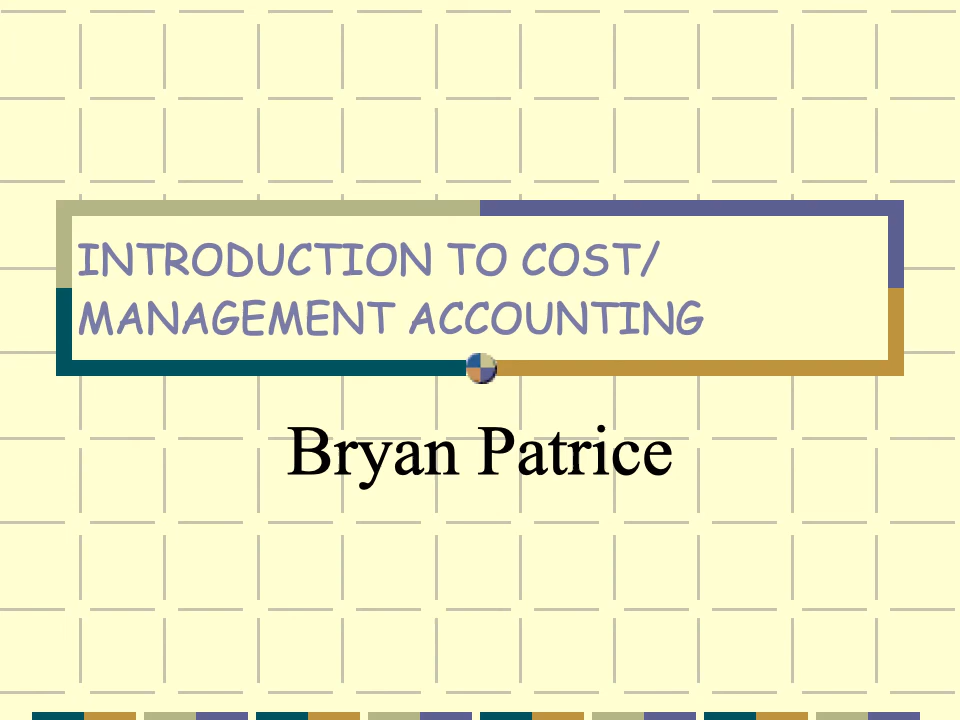 INTRODUCTION TO COST/
MANAGEMENT ACCOUNTING
Bryan Patrice